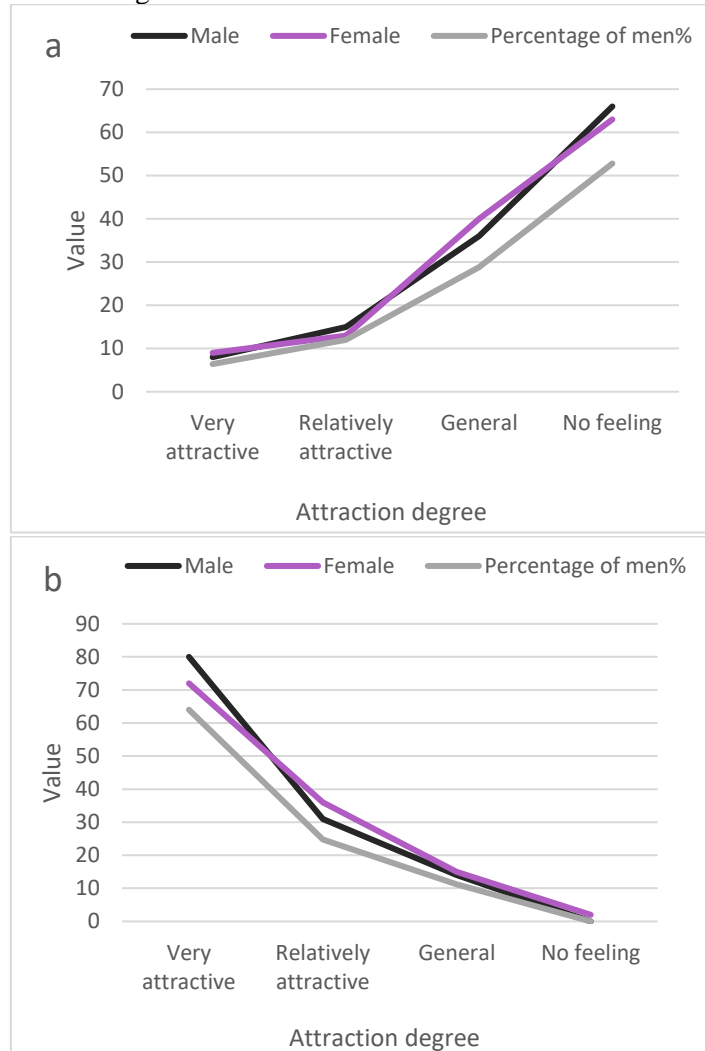 a
Male Female Percentage of men%
70
60
50
40
30
20
10
0
Value
Very attractive
Relatively attractive
General
No feeling
Attraction degree
b
Male Female Percentage of men%
90
80
70
60
50
40
30
20
10
0
Value
Very attractive
Relatively attractive
General
No feeling
Attraction degree